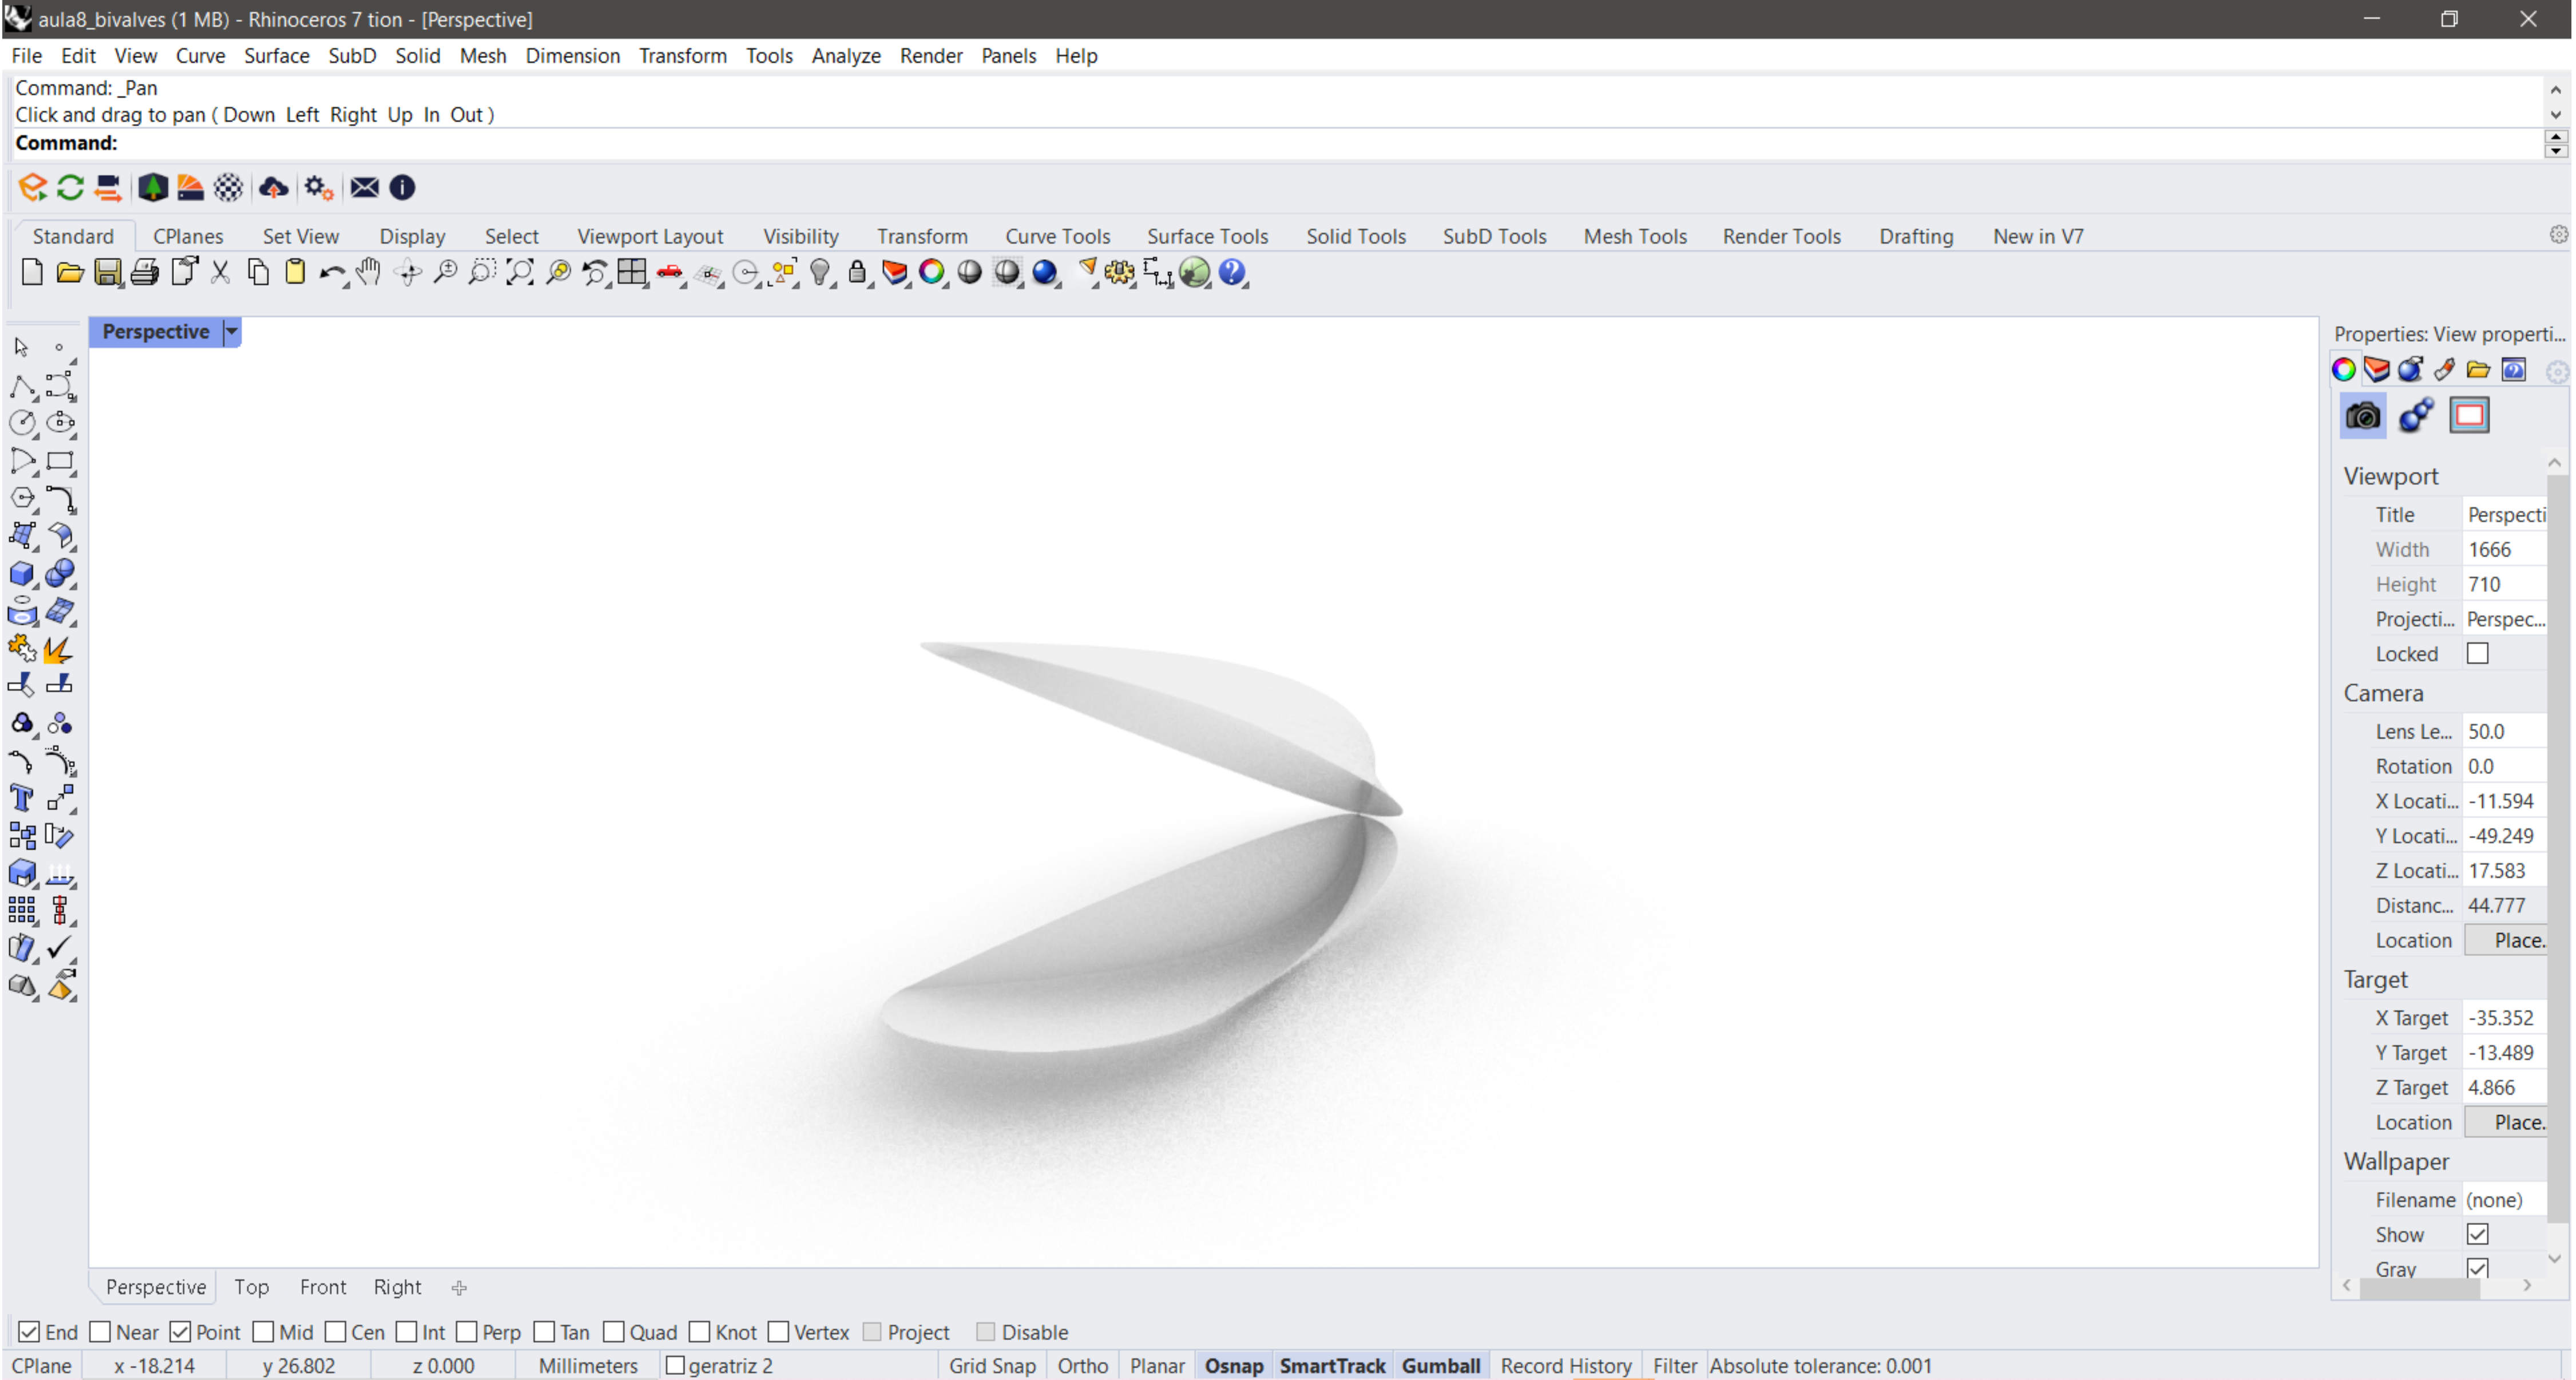 aula8_bivalves (1 MB) - Rhinoceros 7 tion - [Perspective]
File Edit View Curve Surface SubD Solid Mesh Dimension Transform Tools Analyze Render Panels Help
Command: _Pan
Click and drag to pan ( Down Left Right Up In Out )
Command:
Standard CPlanes Set View Display Select Viewport Layout Visibility Transform Curve Tools Surface Tools Solid Tools SubD Tools Mesh Tools Render Tools Drafting New in V7
Perspective
Properties: View properti...
Viewport
Title Perspecti
Width 1666
Height 710
Projecti... Perspec...
Locked
Camera
Lens Le... 50.0
Rotation 0.0
X Locati... -11.594
Y Locati... -49.249
Z Locati... 17.583
Distanc... 44.777
Location Place.
Target
X Target -35.352
Y Target -13.489
Z Target 4.866
Location Place.
Wallpaper
Filename (none)
Show
Gray
Perspective Top Front Right
End Near Point Mid Cen Int Perp Tan Quad Knot Vertex Project Disable
CPlane x -18.214 y 26.802 z 0.000 Millimeters geratriz 2 Grid Snap Ortho Planar Osnap SmartTrack Gumball Record History Filter Absolute tolerance: 0.001